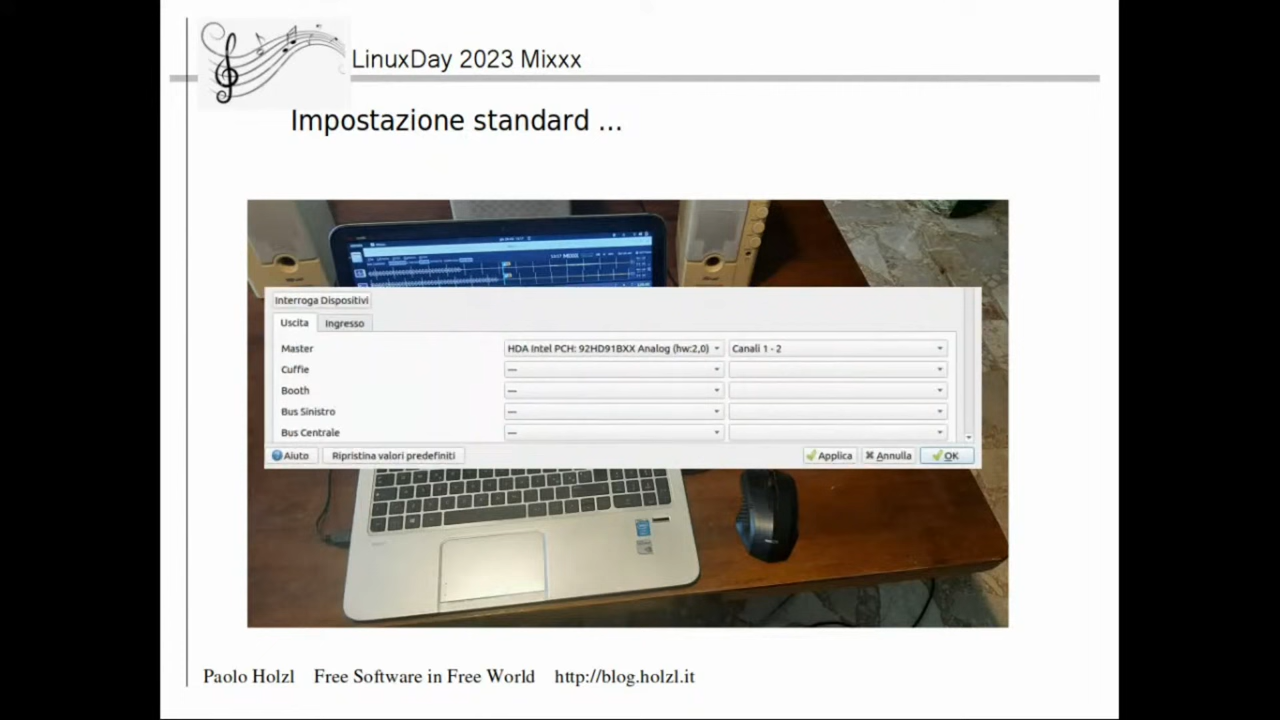 LinuxDay 2023 Mixxx
Impostazione standard ...
Interroga Dispositivi
Uscita Ingresso
Master HDA Intel PCH: 92HD91BXX Analog (hw:2,0) Canali 1 - 2
Cuffie ---
Booth ---
Bus Sinistro ---
Bus Centrale ---
Aiuto Ripristina valori predefiniti Applica Annulla OK
Paolo Holzl Free Software in Free World http://blog.holzl.it